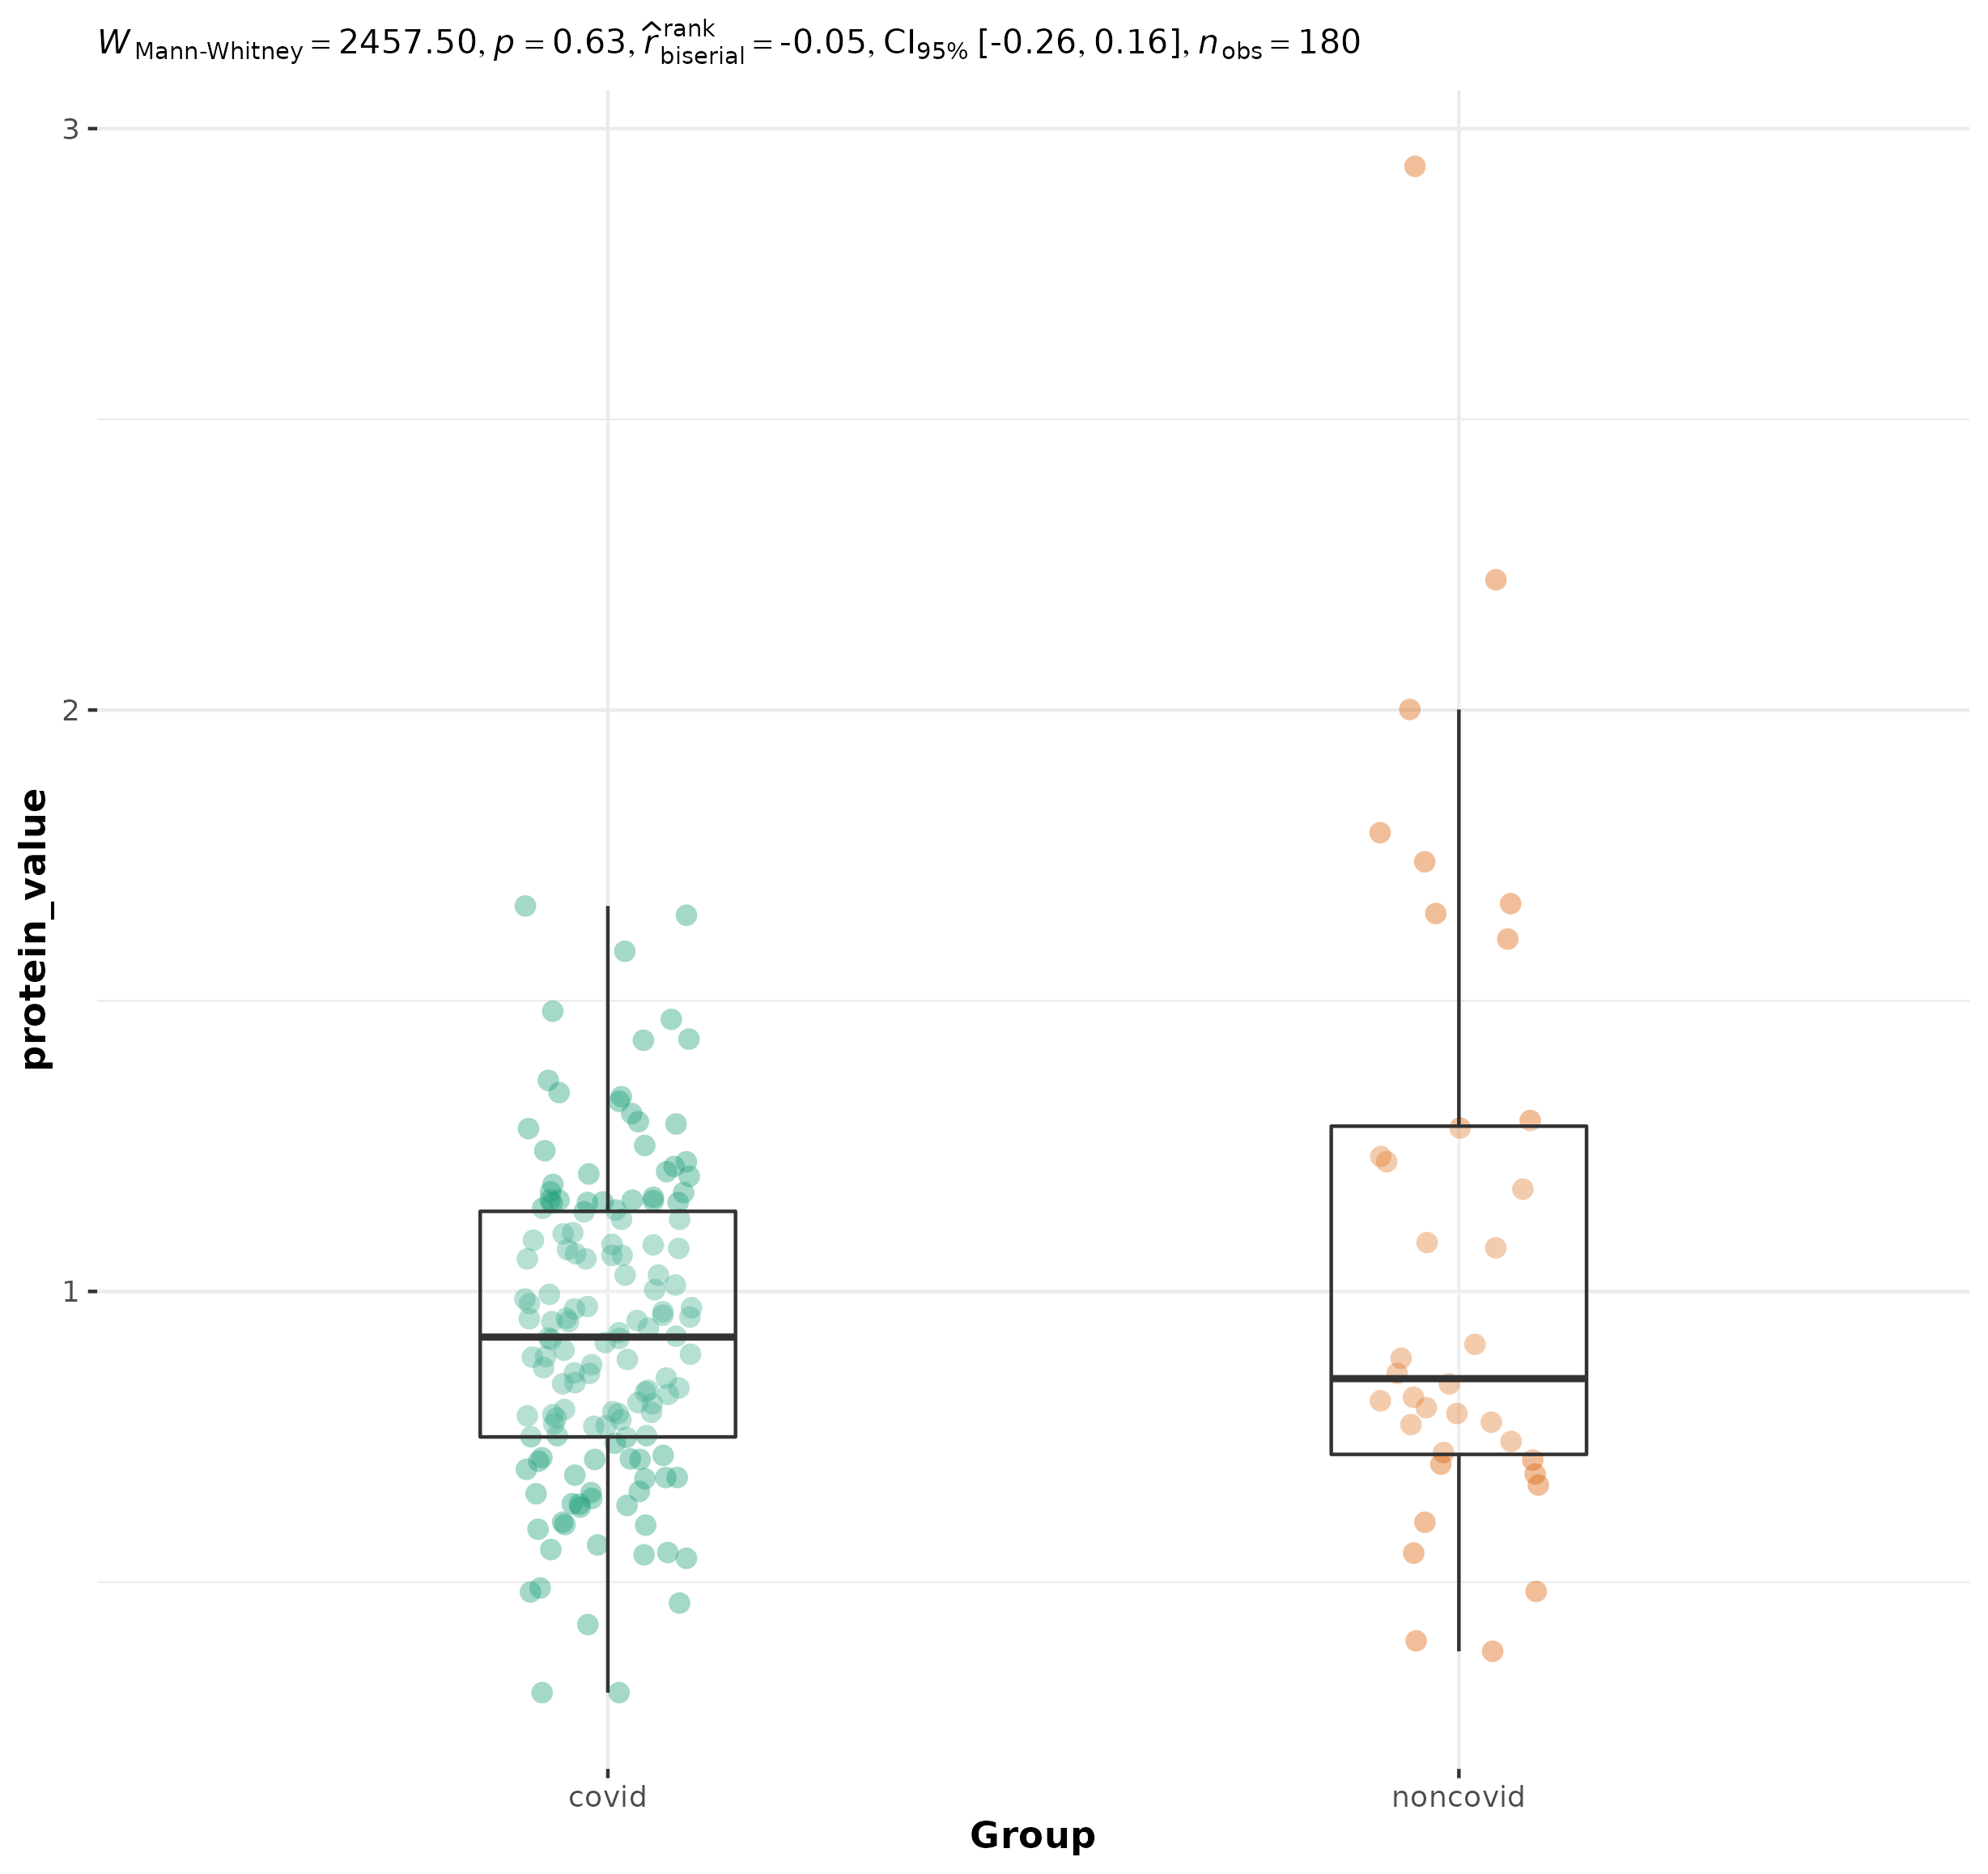 W Mann-Whitney = 2457.50, p = 0.63, r̂ rank biserial = -0.05, CI95% [-0.26, 0.16], nobs = 180
3
2
1
protein_value
covid noncovid
Group